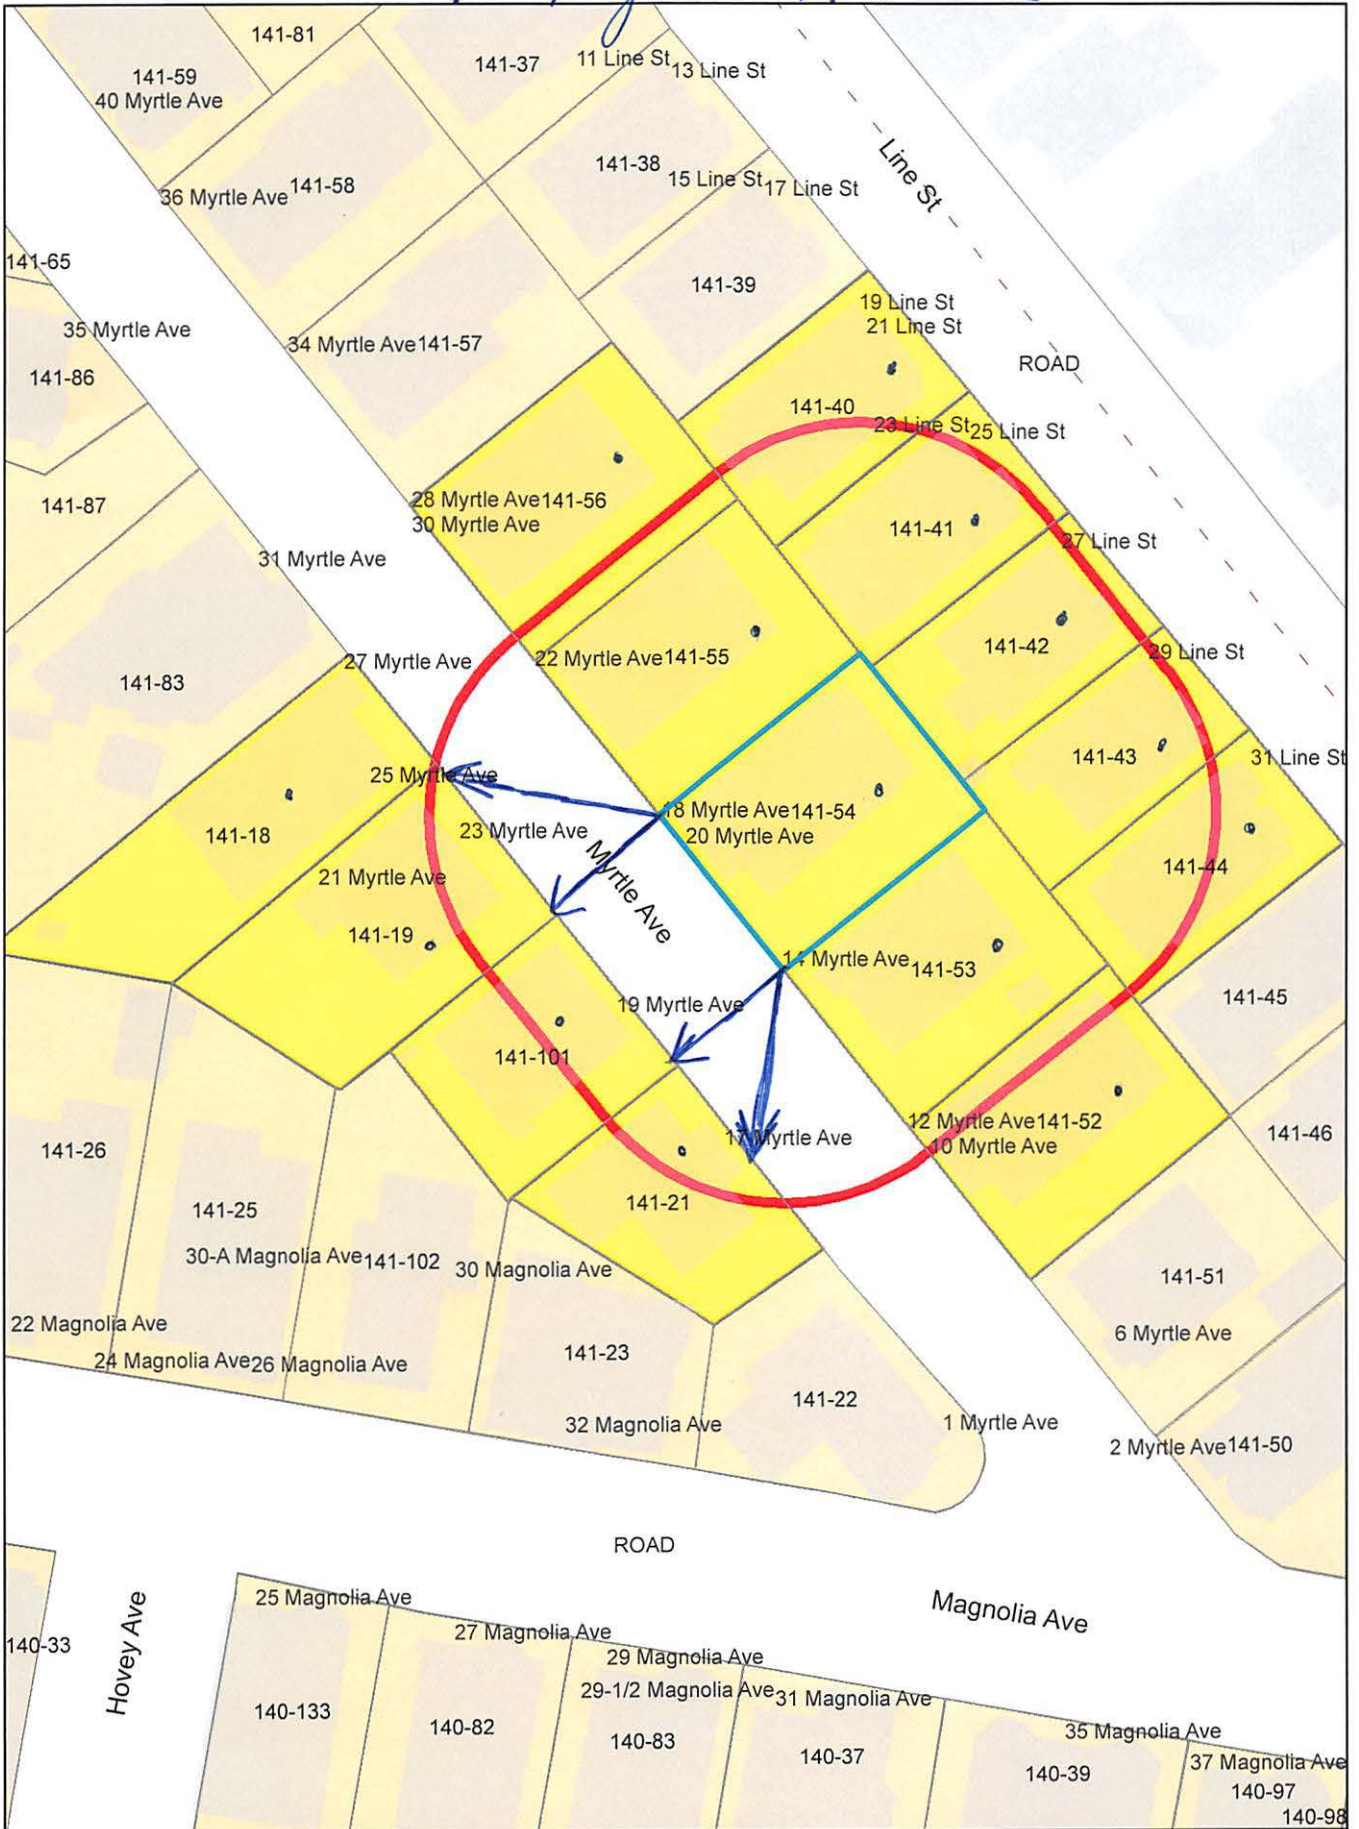 141-81
141-59
40 Myrtle Ave
141-37
11 Line St
13 Line St
Line St
36 Myrtle Ave 141-58
141-38
15 Line St
17 Line St
141-65
141-39
35 Myrtle Ave
34 Myrtle Ave 141-57
19 Line St
21 Line St
ROAD
141-86
141-40
23 Line St
25 Line St
28 Myrtle Ave 141-56
30 Myrtle Ave
141-87
141-41
27 Line St
31 Myrtle Ave
141-42
29 Line St
27 Myrtle Ave
22 Myrtle Ave 141-55
141-83
141-43
31 Line St
25 Myrtle Ave
18 Myrtle Ave 141-54
20 Myrtle Ave
141-18
23 Myrtle Ave
Myrtle Ave
141-44
21 Myrtle Ave
141-19
14 Myrtle Ave
141-53
19 Myrtle Ave
141-45
141-101
12 Myrtle Ave 141-52
10 Myrtle Ave
17 Myrtle Ave
141-46
141-26
141-21
141-25
30-A Magnolia Ave
141-102
30 Magnolia Ave
141-51
22 Magnolia Ave
6 Myrtle Ave
24 Magnolia Ave
26 Magnolia Ave
141-23
141-22
32 Magnolia Ave
1 Myrtle Ave
2 Myrtle Ave 141-50
ROAD
Magnolia Ave
Hovey Ave
25 Magnolia Ave
27 Magnolia Ave
29 Magnolia Ave
140-33
29-1/2 Magnolia Ave
31 Magnolia Ave
140-133
140-82
140-83
140-37
35 Magnolia Ave
140-39
37 Magnolia Ave
140-97
140-98